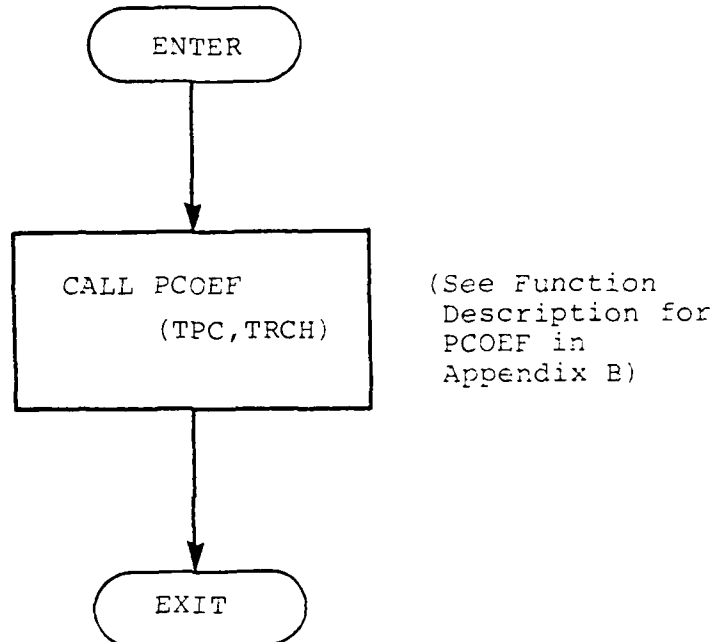 ENTER
CALL PCOEF
(TPC,TRCH)
(See Function
Description for
PCOEF in
Appendix B)
EXIT